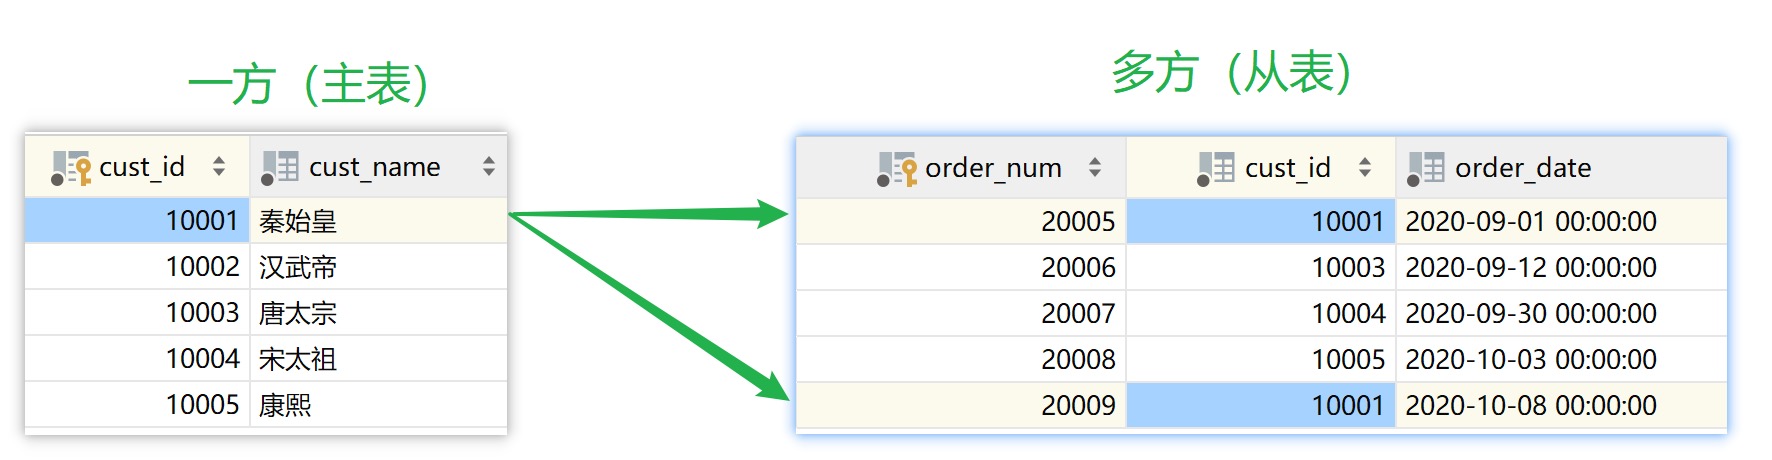 一方（主表）
多方（从表）
cust_id cust_name
10001 秦始皇
10002 汉武帝
10003 唐太宗
10004 宋太祖
10005 康熙
order_num cust_id order_date
20005 10001 2020-09-01 00:00:00
20006 10003 2020-09-12 00:00:00
20007 10004 2020-09-30 00:00:00
20008 10005 2020-10-03 00:00:00
20009 10001 2020-10-08 00:00:00